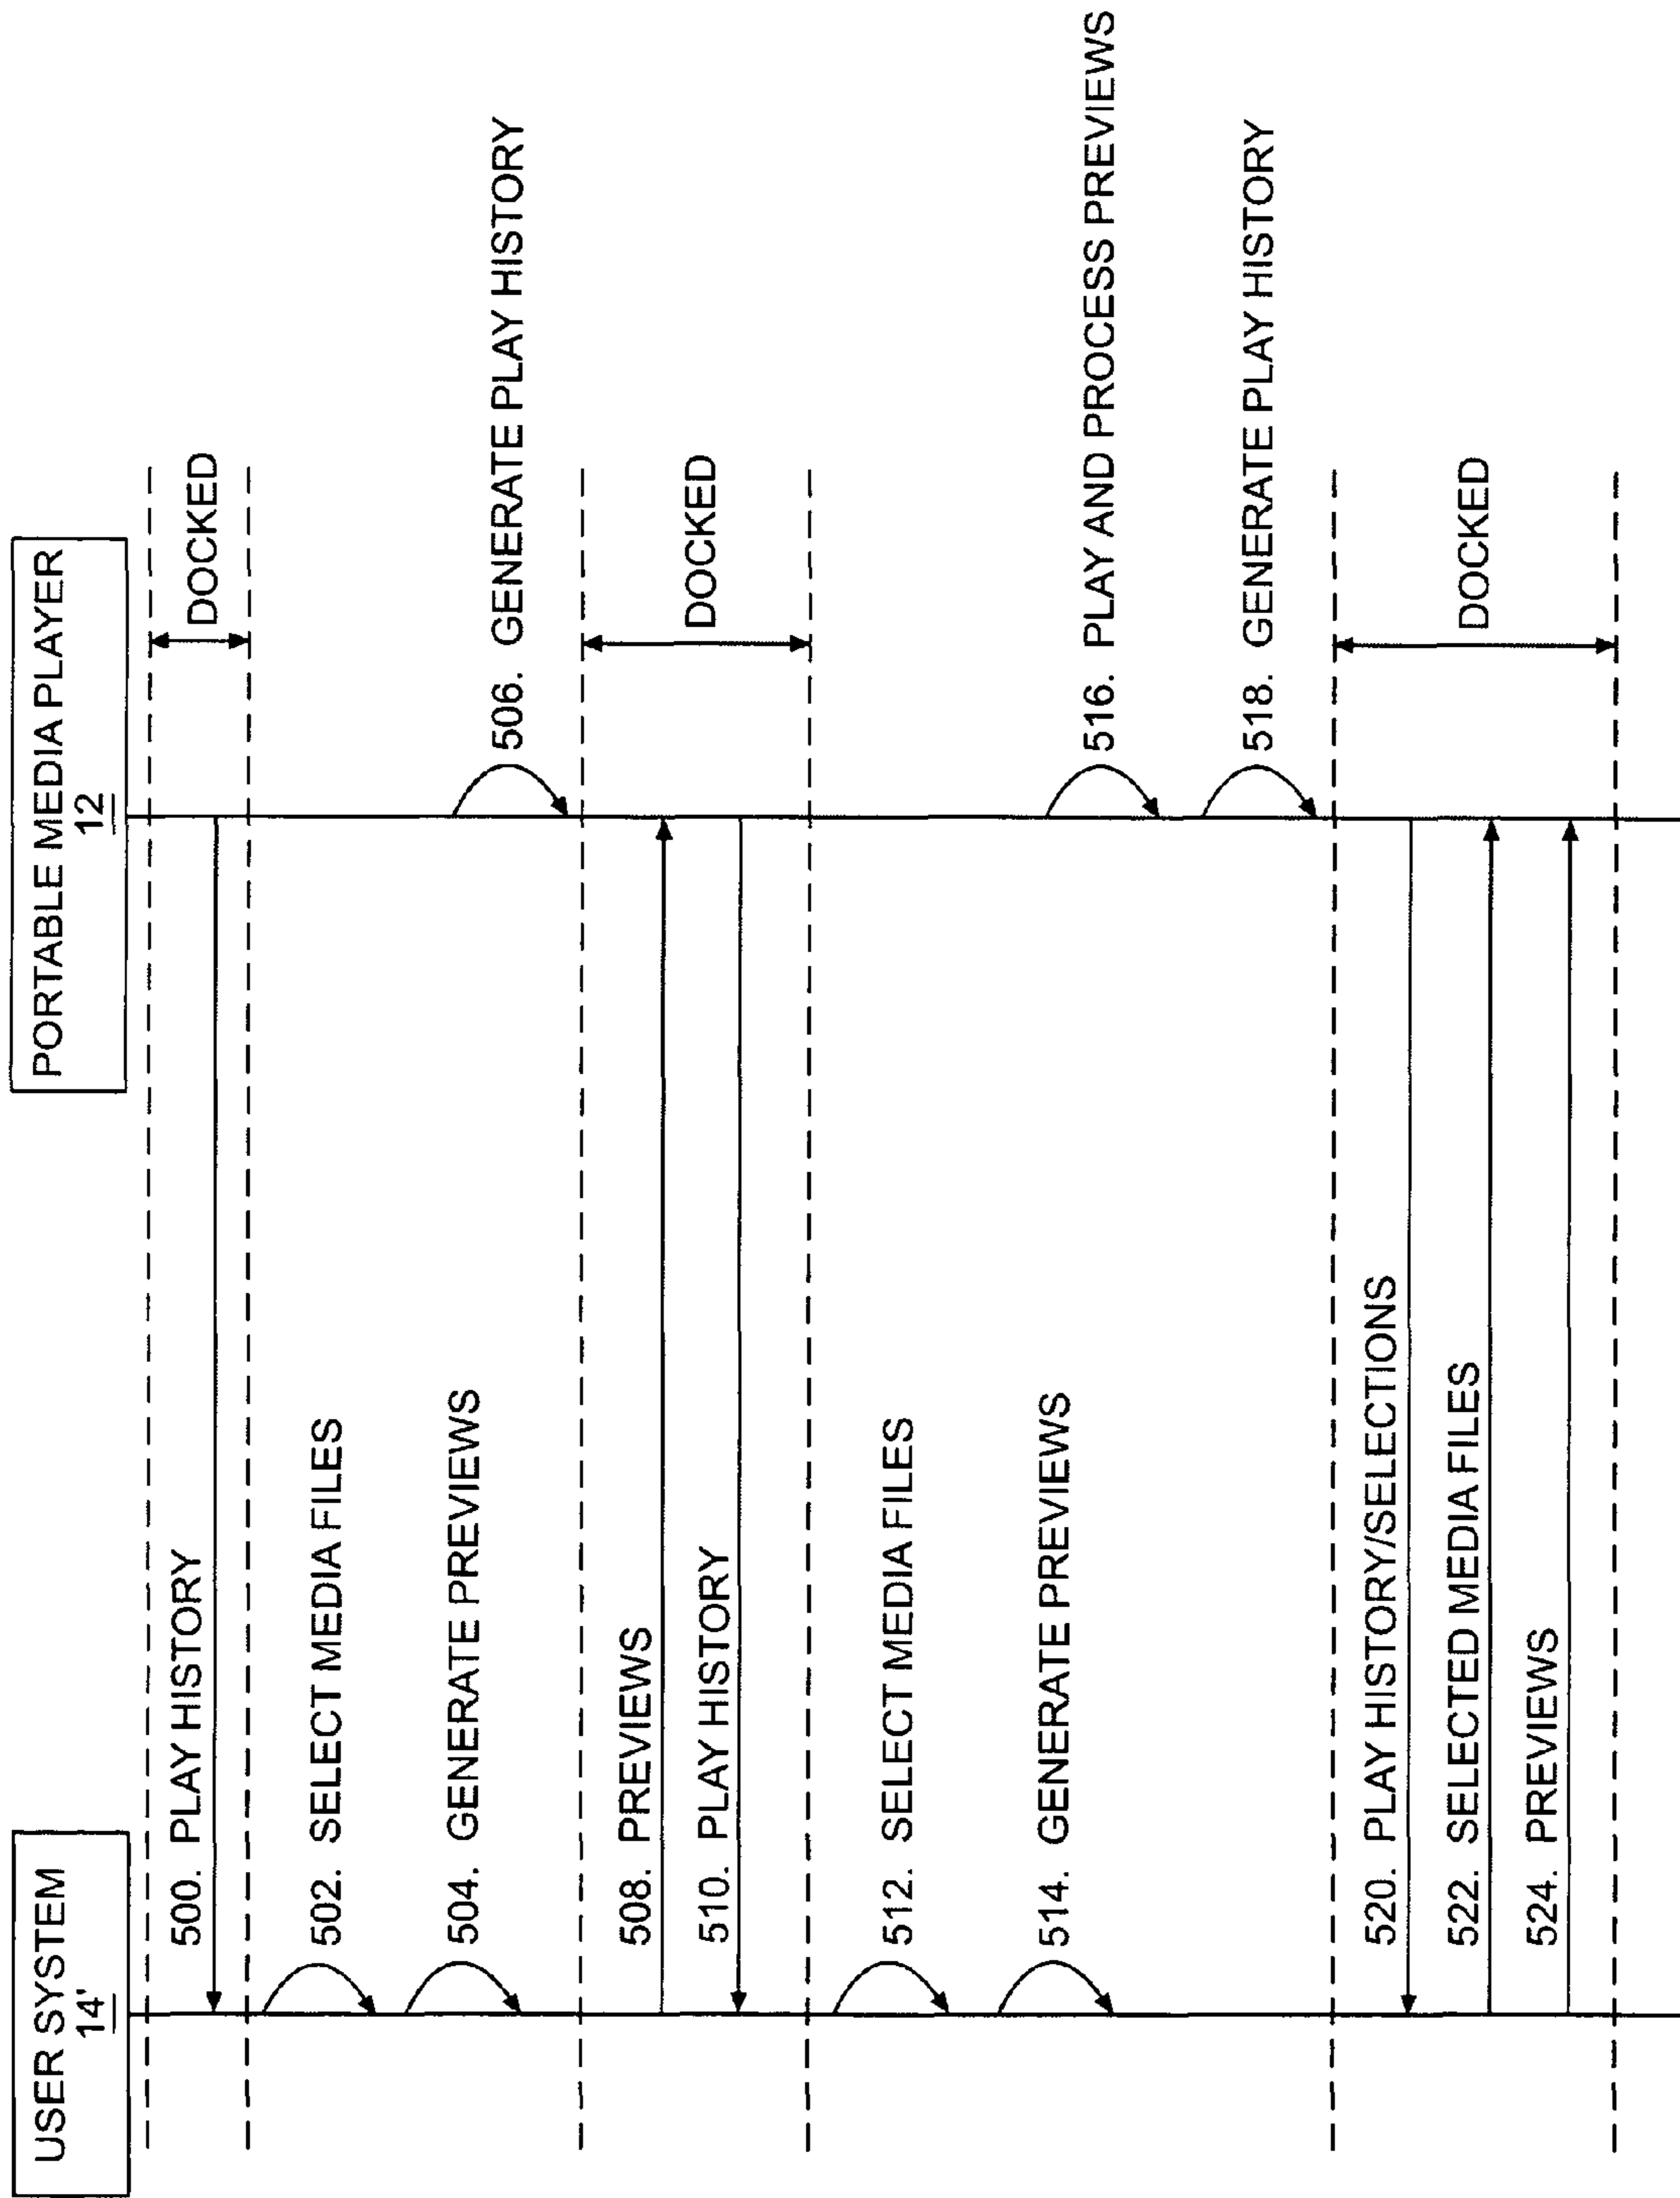 USER SYSTEM
14'
PORTABLE MEDIA PLAYER
12
500. PLAY HISTORY
DOCKED
502. SELECT MEDIA FILES
504. GENERATE PREVIEWS
506. GENERATE PLAY HISTORY
508. PREVIEWS
DOCKED
510. PLAY HISTORY
512. SELECT MEDIA FILES
514. GENERATE PREVIEWS
516. PLAY AND PROCESS PREVIEWS
518. GENERATE PLAY HISTORY
520. PLAY HISTORY/SELECTIONS
DOCKED
522. SELECTED MEDIA FILES
524. PREVIEWS